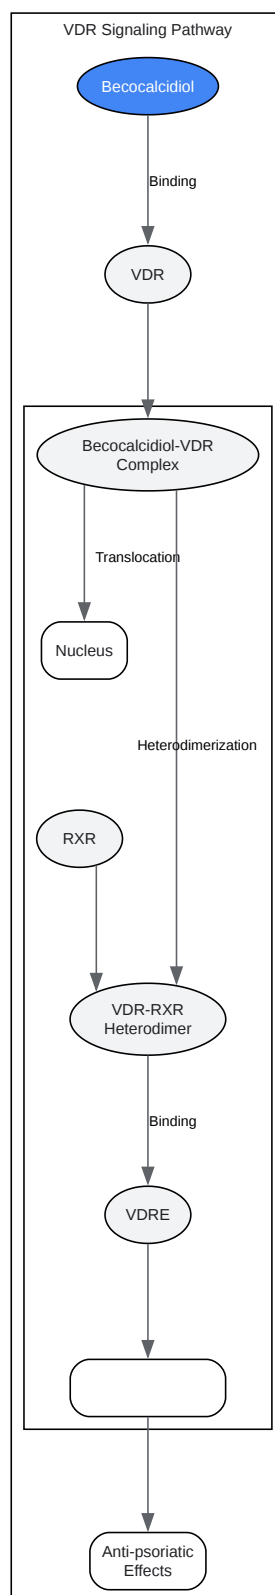 VDR Signaling Pathway
Becocalcidiol
Binding
VDR
Becocalcidiol-VDR
Complex
Translocation
Nucleus
Heterodimerization
RXR
VDR-RXR
Heterodimer
Binding
VDRE
Anti-psoriatic
Effects